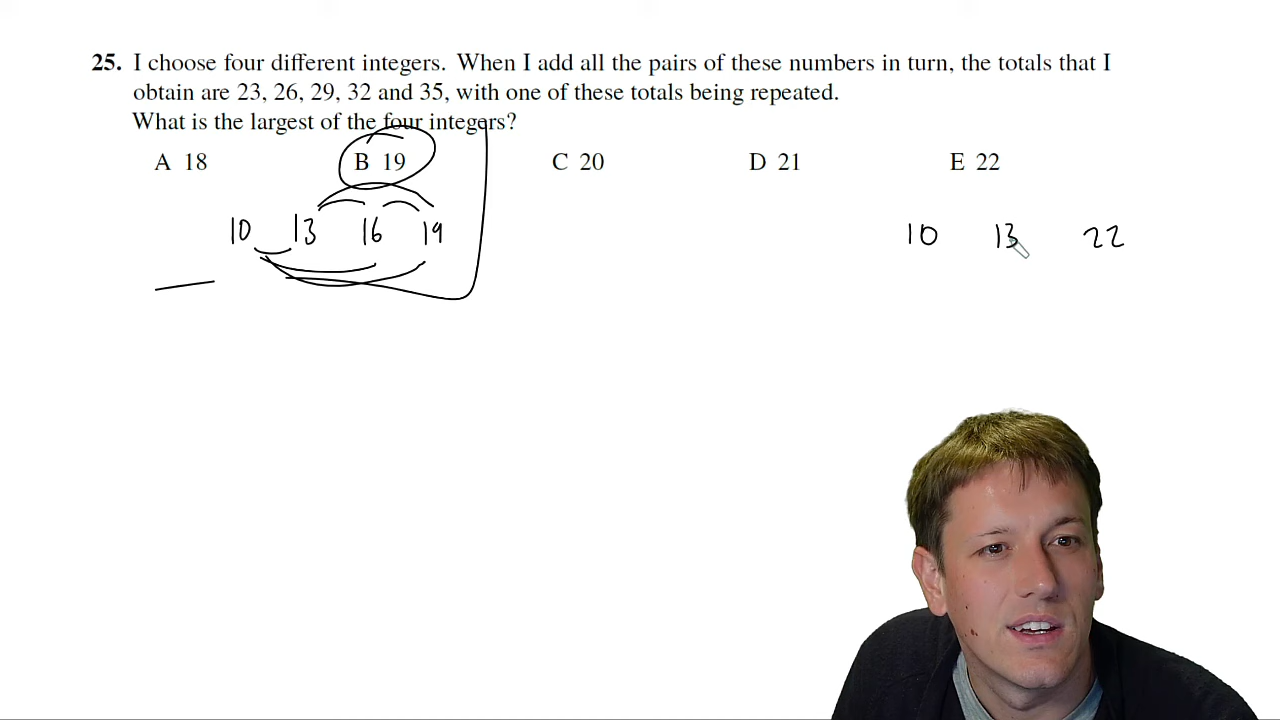 25. I choose four different integers. When I add all the pairs of these numbers in turn, the totals that I
obtain are 23, 26, 29, 32 and 35, with one of these totals being repeated.
What is the largest of the four integers?
A 18 B 19 C 20 D 21 E 22
10 13 16 19 10 13 22